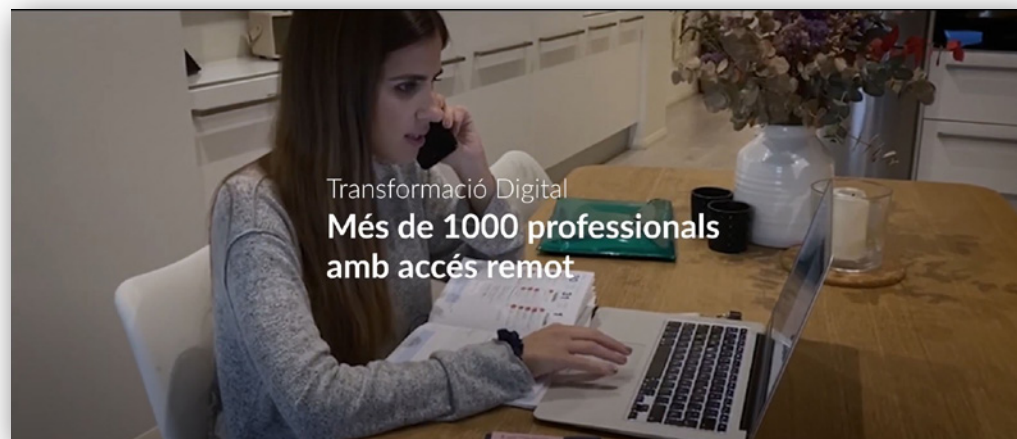 Transformació Digital
Més de 1000 professionals
amb accés remot